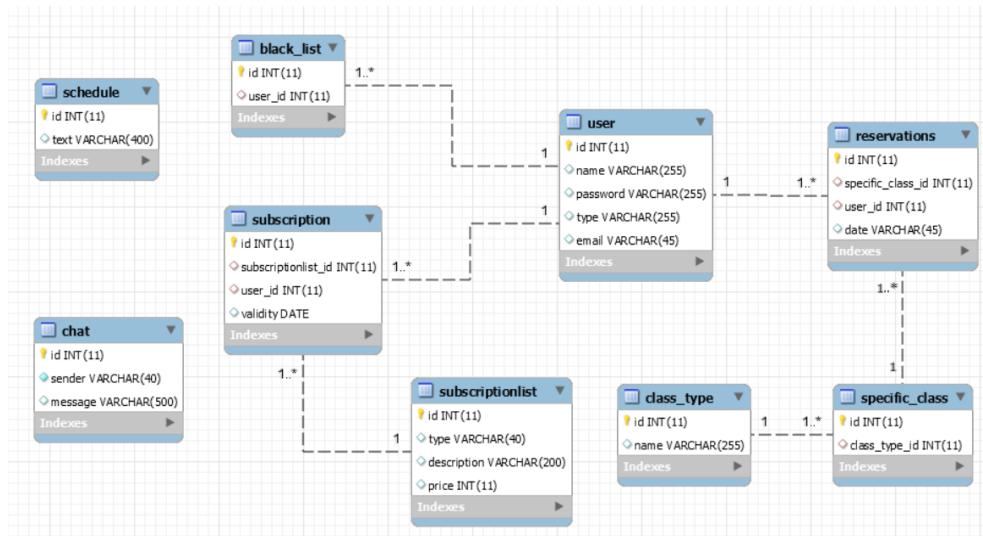 schedule
id INT(11)
text VARCHAR(400)
Indexes
black_list
id INT(11)
user_id INT(11)
Indexes
1..*
1
user
id INT(11)
name VARCHAR(255)
password VARCHAR(255)
type VARCHAR(255)
email VARCHAR(45)
Indexes
1
1..*
reservations
id INT(11)
specific_class_id INT(11)
user_id INT(11)
date VARCHAR(45)
Indexes
subscription
id INT(11)
subscriptionlist_id INT(11)
user_id INT(11)
validity DATE
Indexes
1..*
1
1..*
1
chat
id INT(11)
sender VARCHAR(40)
message VARCHAR(500)
Indexes
1..*
1
subscriptionlist
id INT(11)
type VARCHAR(40)
description VARCHAR(200)
price INT(11)
Indexes
class_type
id INT(11)
name VARCHAR(255)
Indexes
1
1..*
specific_class
id INT(11)
class_type_id INT(11)
Indexes